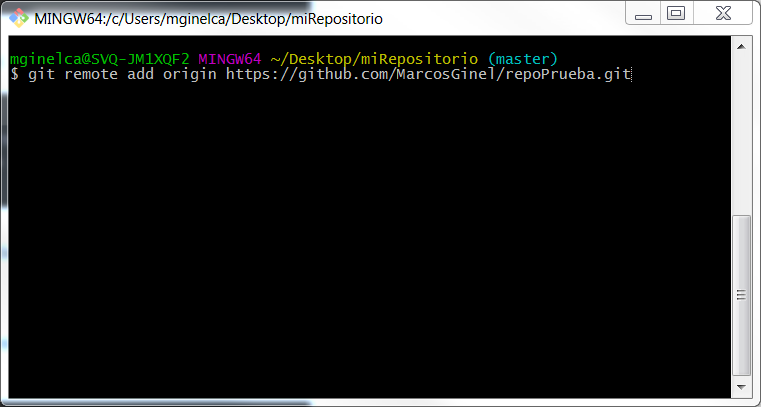 MINGW64:/c/Users/mginelca/Desktop/miRepositorio
mginelca@SVQ-JM1XQF2 MINGW64 ~/Desktop/miRepositorio (master)
$ git remote add origin https://github.com/MarcosGinel/repoPrueba.git